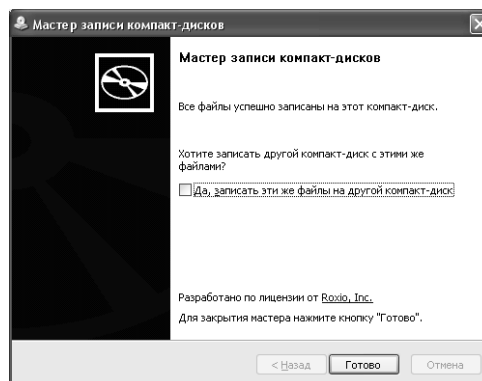 Мастер записи компакт-дисков
Мастер записи компакт-дисков
Все файлы успешно записаны на этот компакт-диск.
Хотите записать другой компакт-диск с этими же
файлами?
Да, записать эти же файлы на другой компакт-диск
Разработано по лицензии от Roxio, Inc.
Для закрытия мастера нажмите кнопку "Готово".
< Назад Готово Отмена